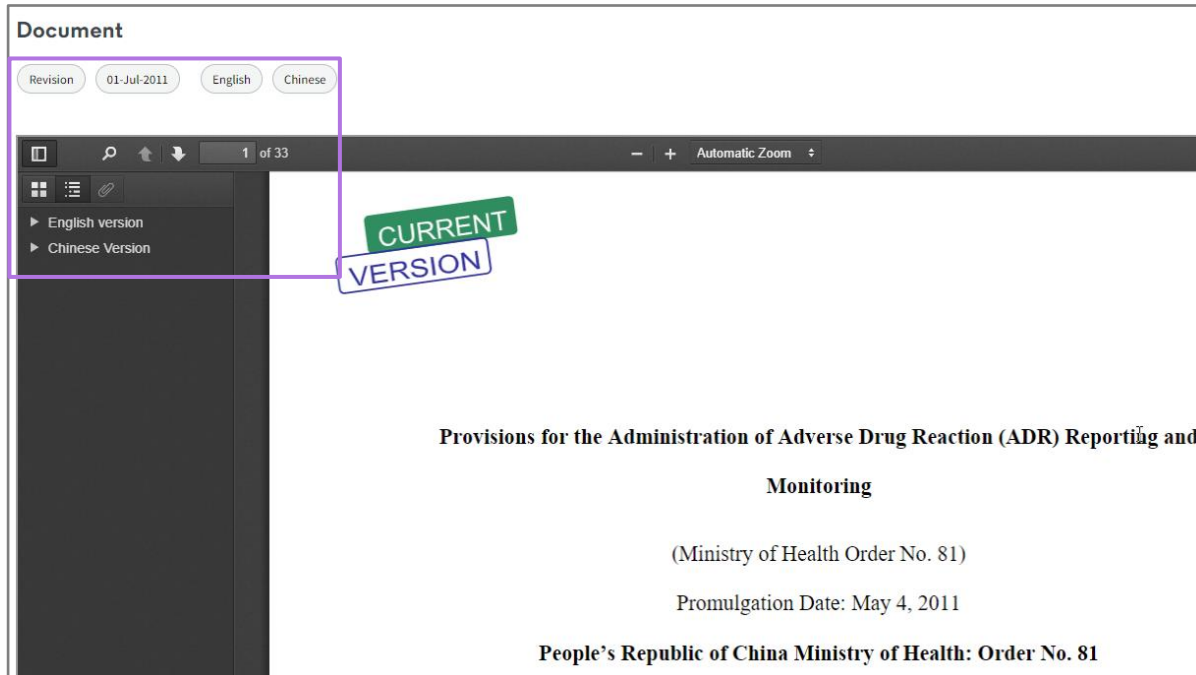 Document
Revision 01-Jul-2011 English Chinese
1 of 33 Automatic Zoom
English version
Chinese Version
CURRENT
VERSION
Provisions for the Administration of Adverse Drug Reaction (ADR) Reporting and
Monitoring
(Ministry of Health Order No. 81)
Promulgation Date: May 4, 2011
People's Republic of China Ministry of Health: Order No. 81